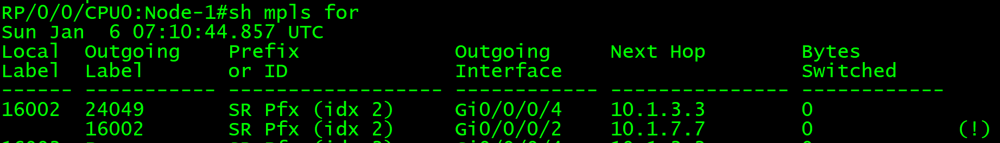 RP/0/0/CPU0:Node-1#sh mpls for
Sun Jan  6 07:10:44.857 UTC
Local  Outgoing    Prefix             Outgoing     Next Hop        Bytes
Label  Label       or ID              Interface                    Switched
------ ----------- ------------------ ------------ --------------- ------------
16002  24049       SR Pfx (idx 2)     Gi0/0/0/4    10.1.3.3        0
       16002       SR Pfx (idx 2)     Gi0/0/0/2    10.1.7.7        0            (!)